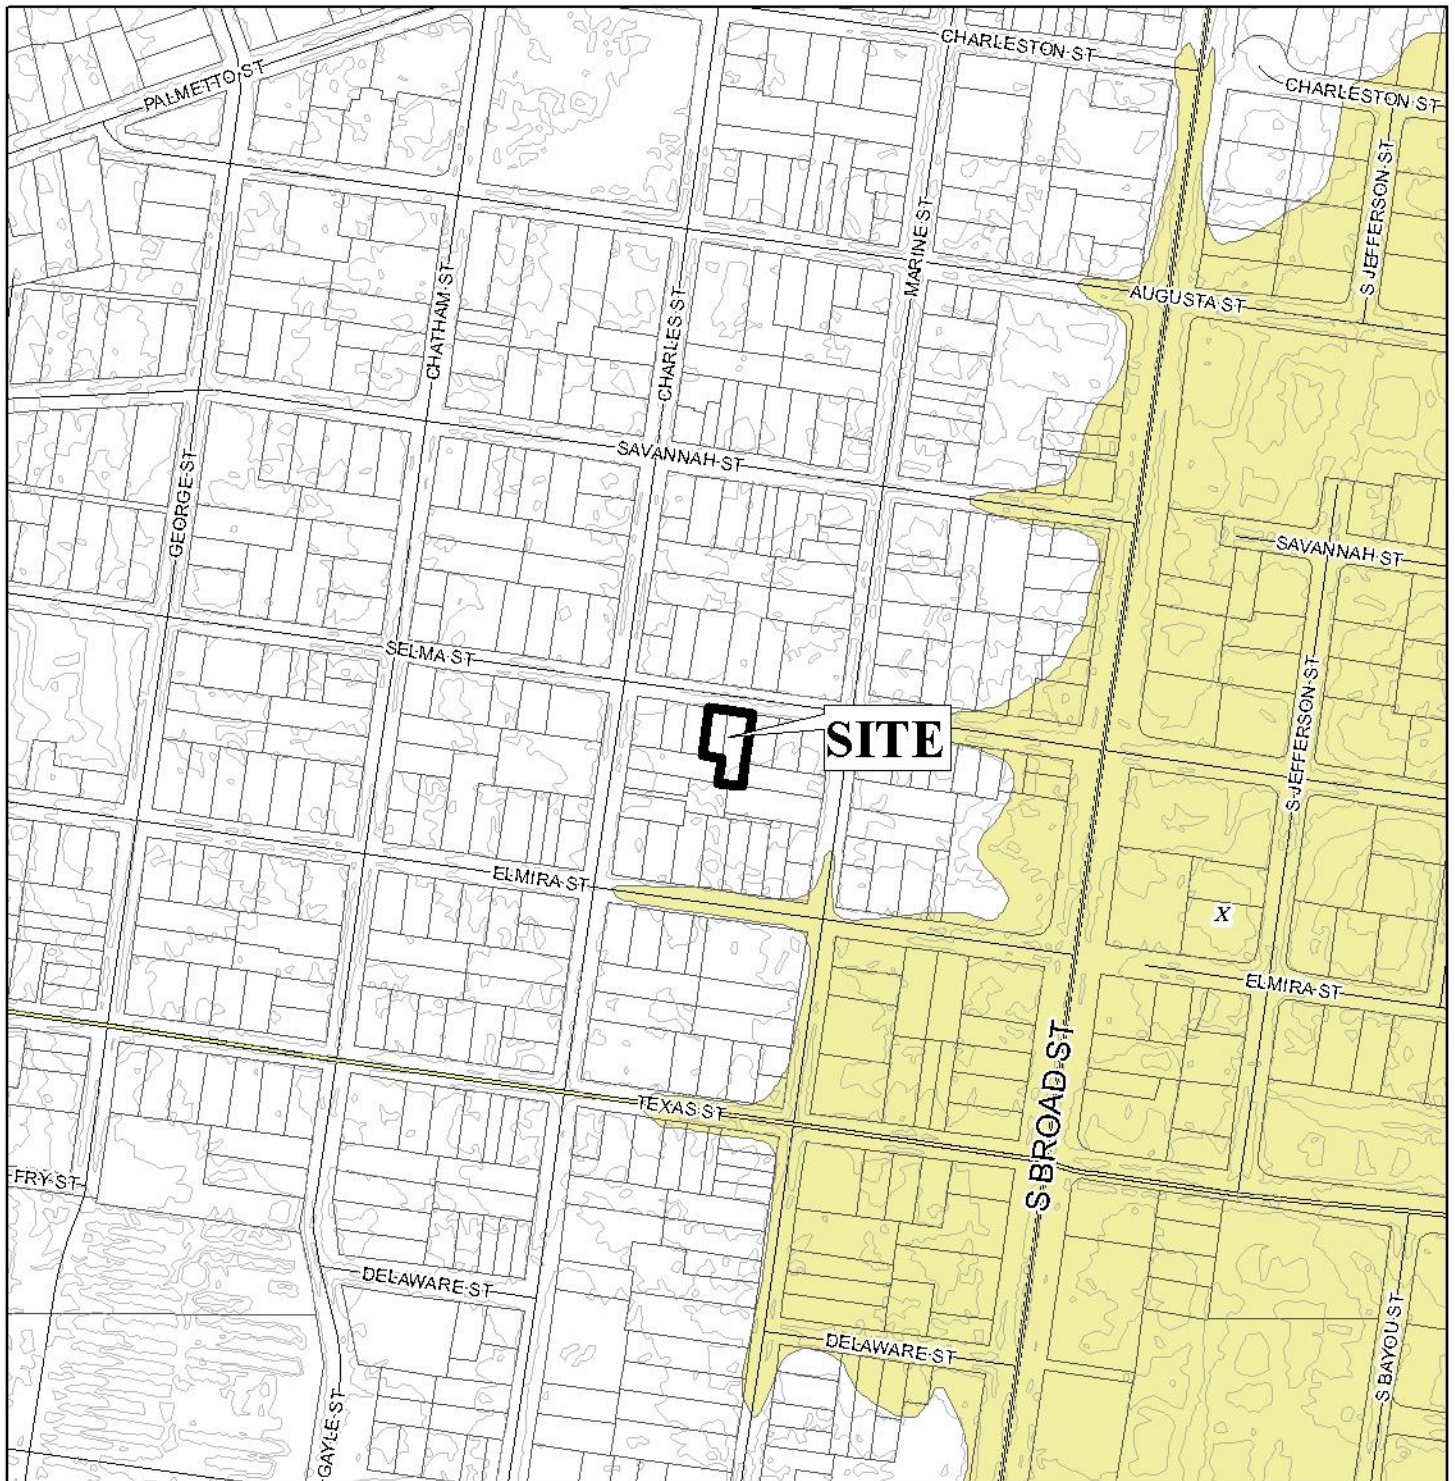 CHARLESTON ST
PALMETTO ST
CHARLESTON ST
S JEFFERSON ST
MARINE ST
CHATHAM ST
CHARLES ST
AUGUSTA ST
SAVANNAH ST
GEORGE ST
SAVANNAH ST
SELMA ST
S JEFFERSON ST
SITE
ELMIRA ST
X
ELMIRA ST
S BROAD ST
TEXAS ST
FRY ST
DELAWARE ST
DELAWARE ST
S BAYOU ST
GAYLE ST